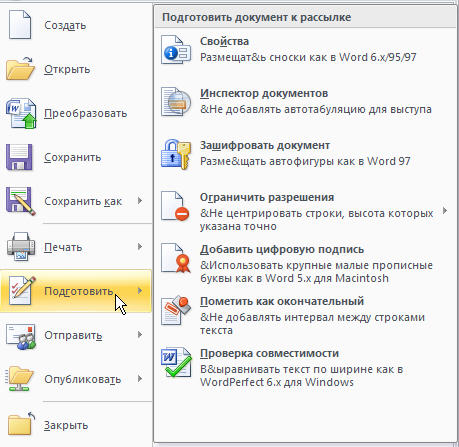 Создать
Открыть
Преобразовать
Сохранить
Сохранить как
Печать
Подготовить
Отправить
Опубликовать
Закрыть
Подготовить документ к рассылке
Свойства
Размещат&ь сноски как в Word 6.x/95/97
Инспектор документов
&Не добавлять автотабуляцию для выступа
Зашифровать документ
Разме&щать автофигуры как в Word 97
Ограничить разрешения
&Не центрировать строки, высота которых
указана точно
Добавить цифровую подпись
&Использовать крупные малые прописные
буквы как в Word 5.x для Macintosh
Пометить как окончательный
&Не добавлять интервал между строками
текста
Проверка совместимости
В&ыравнивать текст по ширине как в
WordPerfect 6.x для Windows